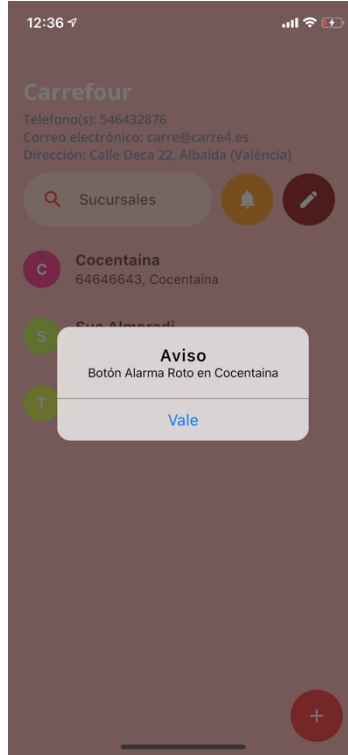 12:36
Carrefour
Telefono(s): 546432876
Correo electrónico: carre@carre4.es
Dirección: Calle Deca 22, Albaida (València)
Sucursales
C
Cocentaina
64646643, Cocentaina
S
Suc Almoradi
Aviso
Botón Alarma Roto en Cocentaina
T
Vale
+